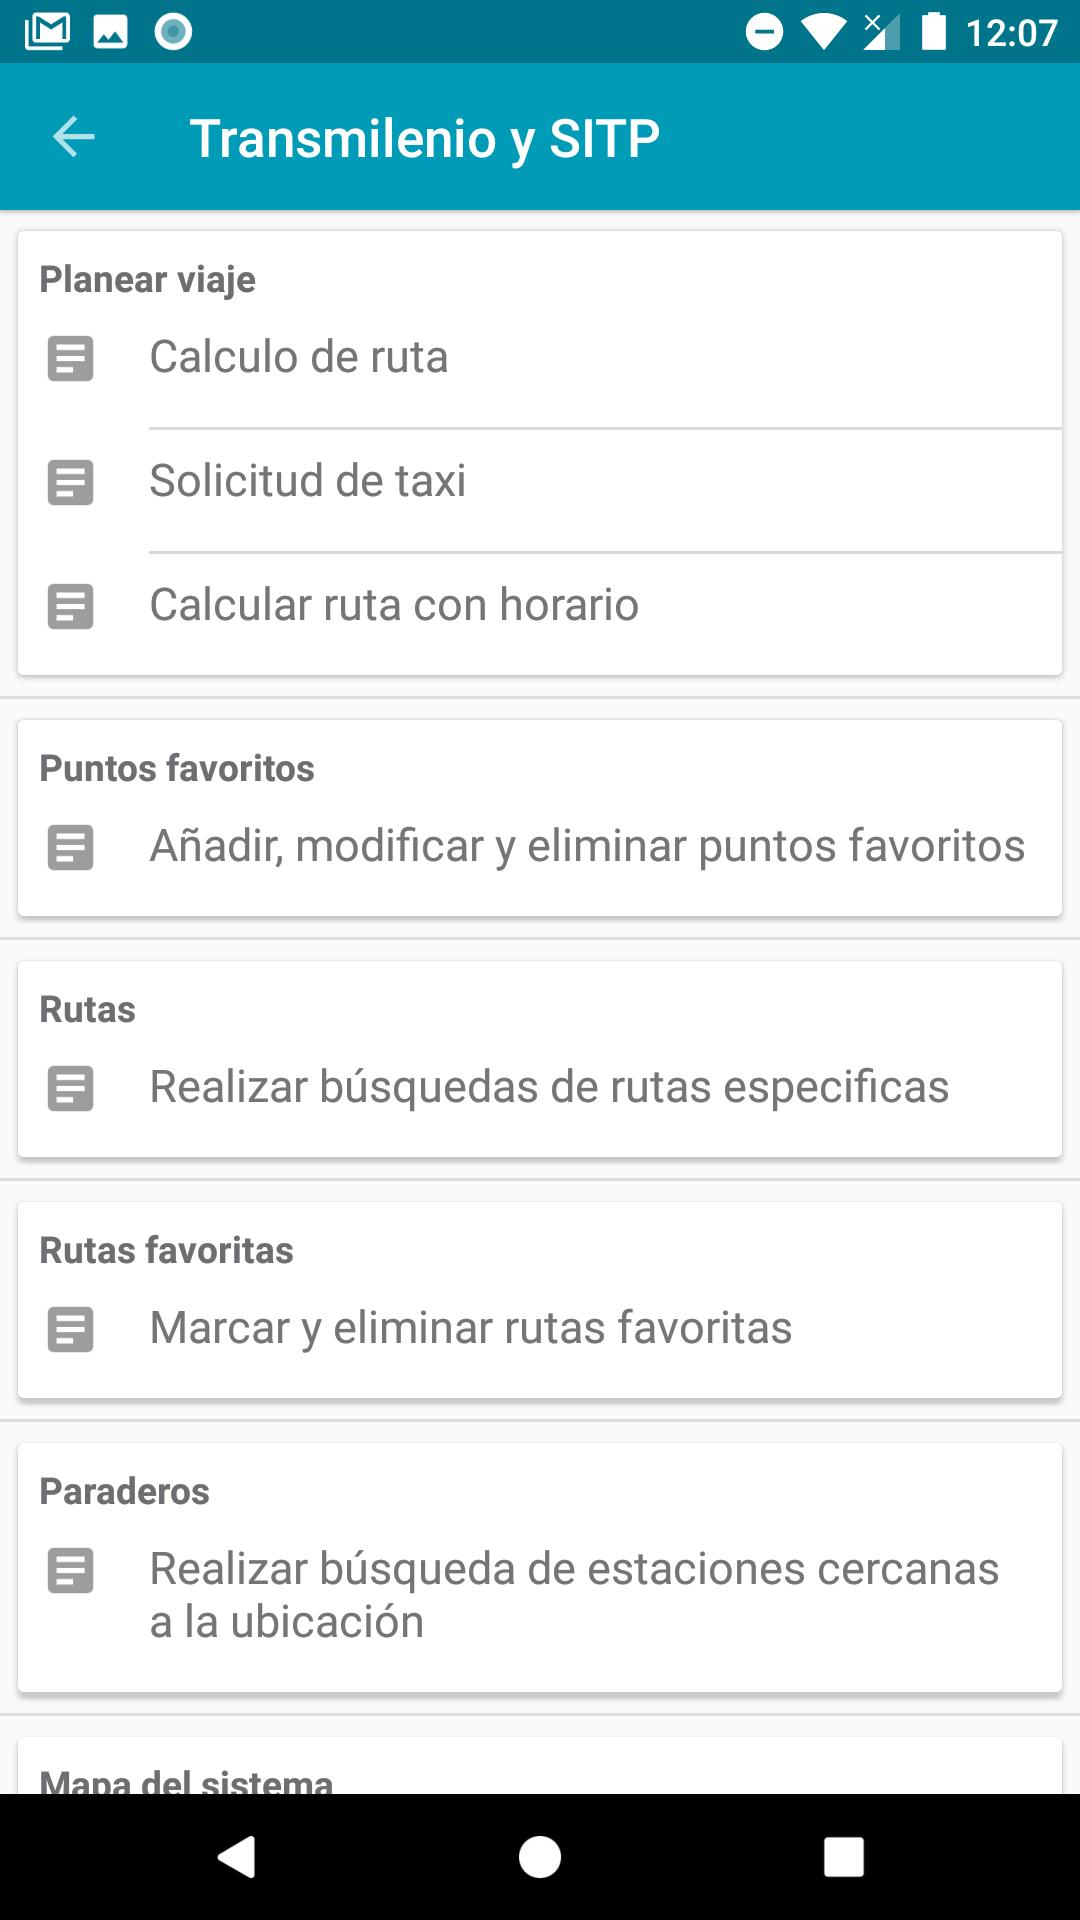 12:07
Transmilenio y SITP
Planear viaje
Calculo de ruta
Solicitud de taxi
Calcular ruta con horario
Puntos favoritos
Añadir, modificar y eliminar puntos favoritos
Rutas
Realizar búsquedas de rutas especificas
Rutas favoritas
Marcar y eliminar rutas favoritas
Paraderos
Realizar búsqueda de estaciones cercanas
a la ubicación
Mapa del sistema